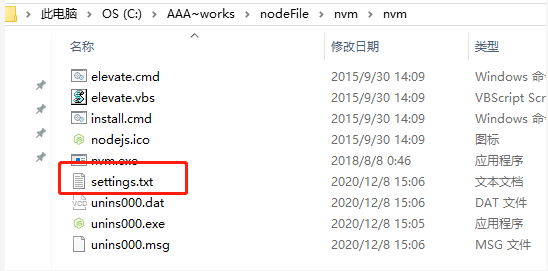 此电脑 > OS (C:) > AAA~works > nodeFile > nvm > nvm
名称 修改日期 类型
elevate.cmd 2015/9/30 14:09 Windows 命
elevate.vbs 2015/9/30 14:09 VBScript Scr
install.cmd 2015/9/30 14:09 Windows 命
nodejs.ico 2015/9/30 14:09 图标
nvm.exe 2018/8/8 0:46 应用程序
settings.txt 2020/12/8 15:06 文本文档
unins000.dat 2020/12/8 15:06 DAT 文件
unins000.exe 2020/12/8 15:05 应用程序
unins000.msg 2020/12/8 15:06 MSG 文件